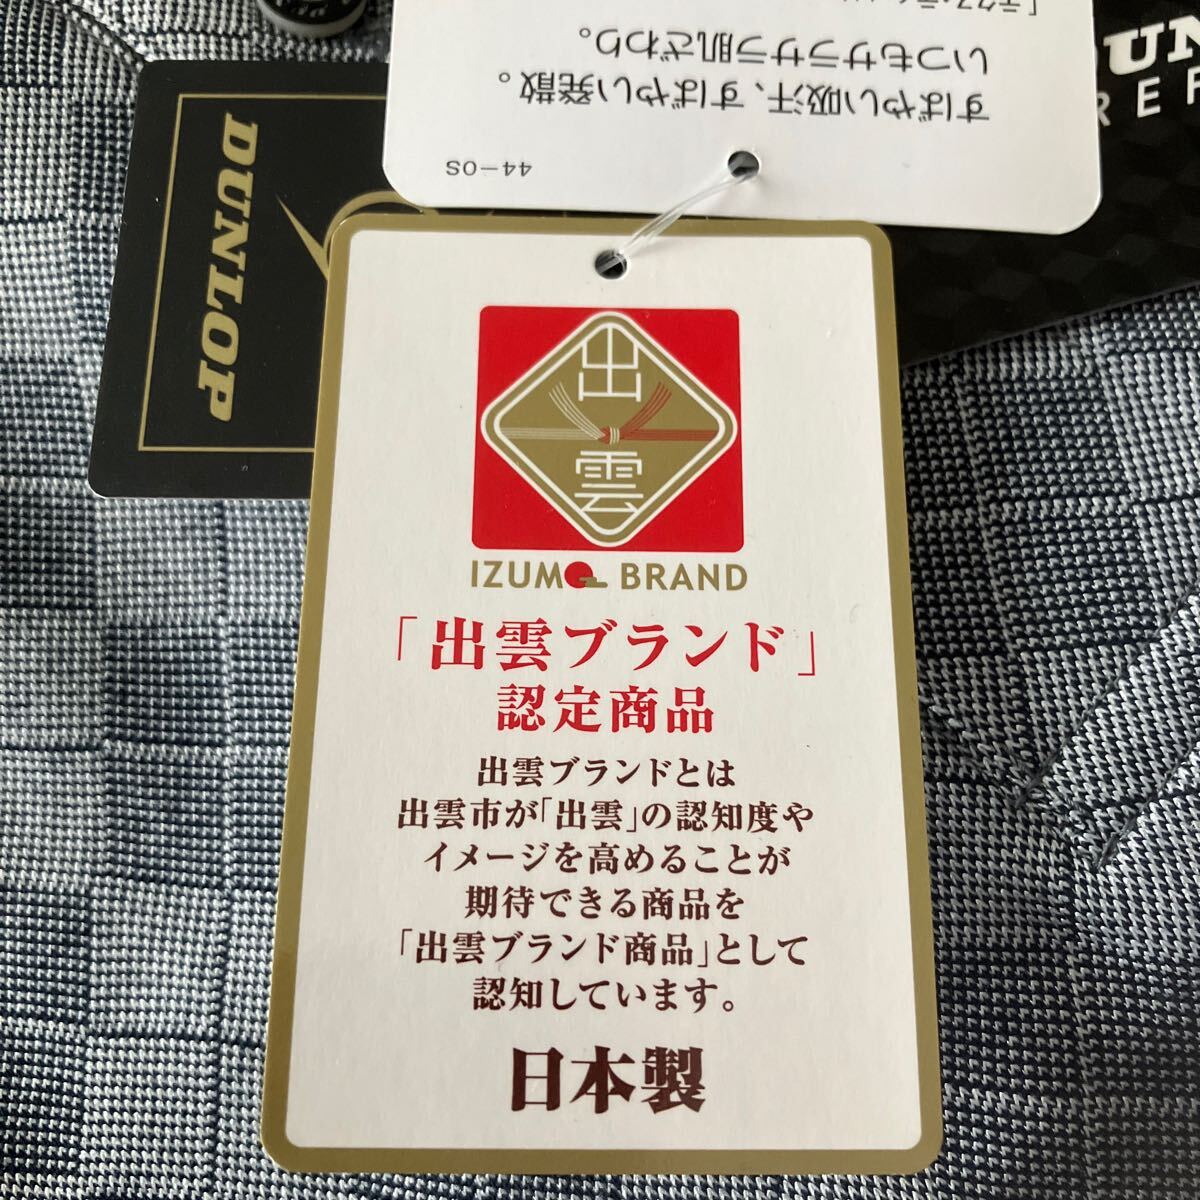 DUNLOP
すばやい吸汗、すばやい発散。
いつもサラサラ肌ざわり。
44-OS
出
雲
IZUMO BRAND
「出雲ブランド」
認定商品
出雲ブランドとは
出雲市が「出雲」の認知度や
イメージを高めることが
期待できる商品を
「出雲ブランド商品」として
認知しています。
日本製